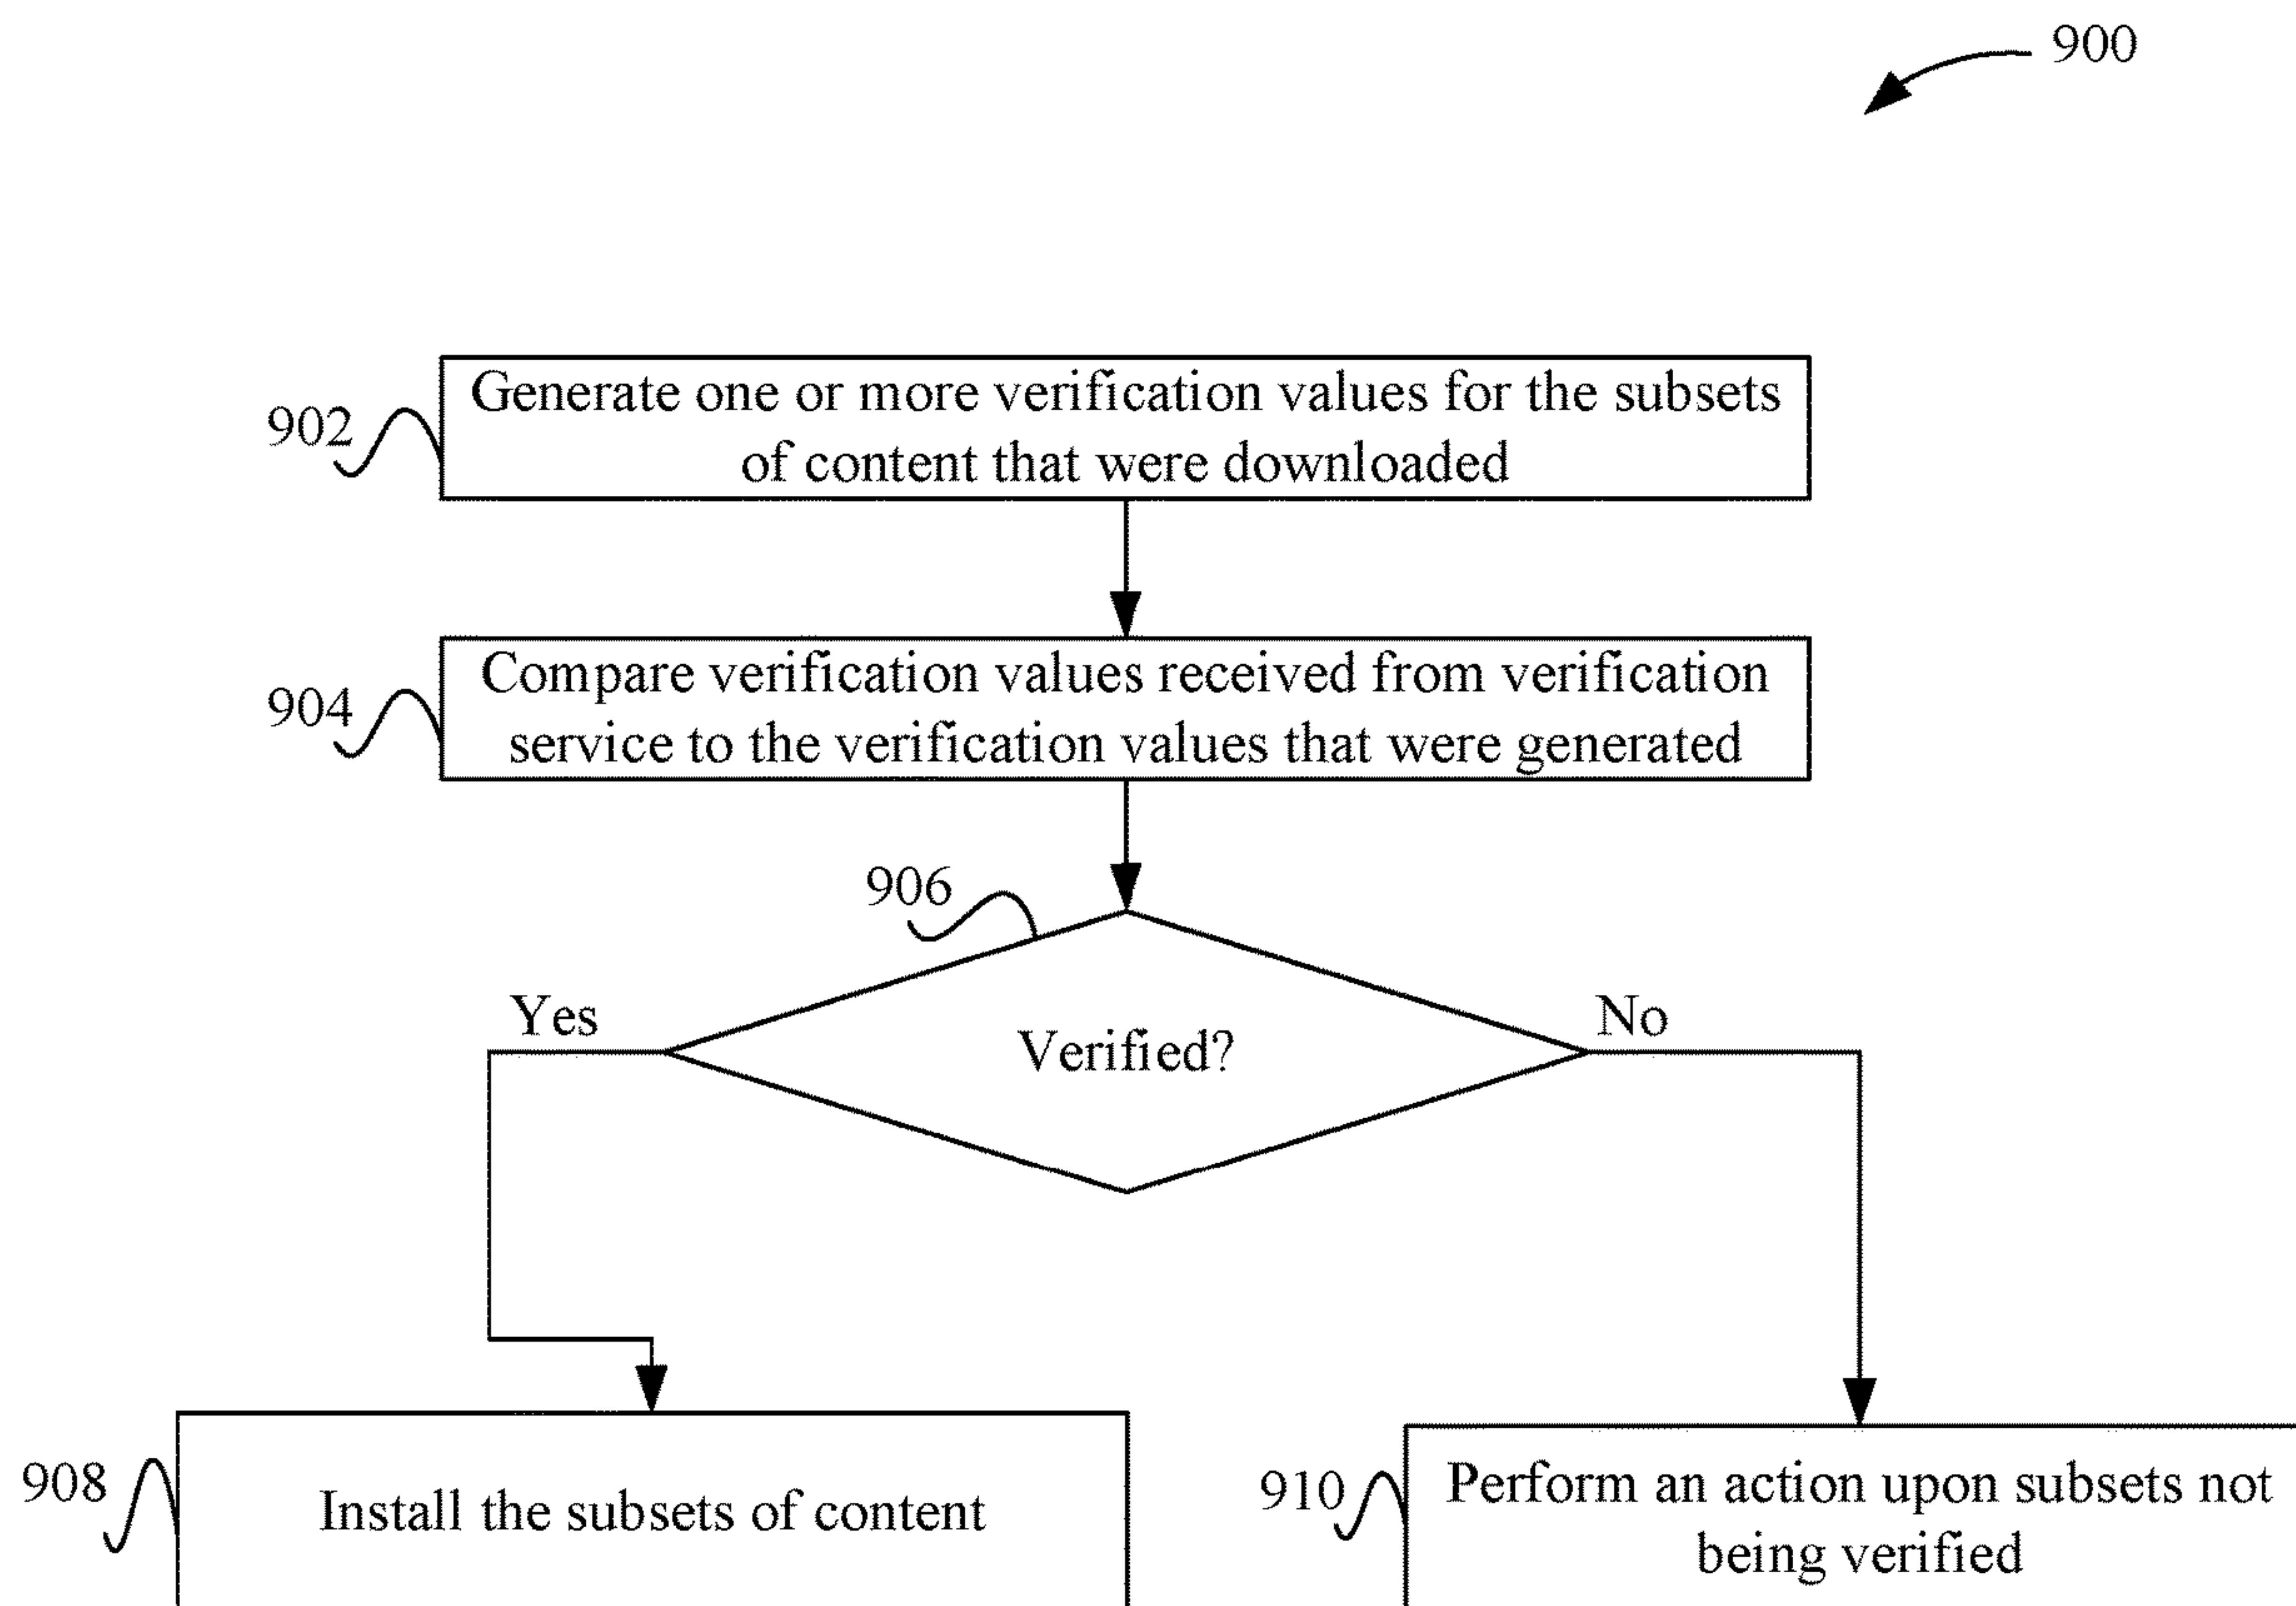 900
902
Generate one or more verification values for the subsets
of content that were downloaded
904
Compare verification values received from verification
service to the verification values that were generated
906
Yes
Verified?
No
908
Install the subsets of content
910
Perform an action upon subsets not
being verified